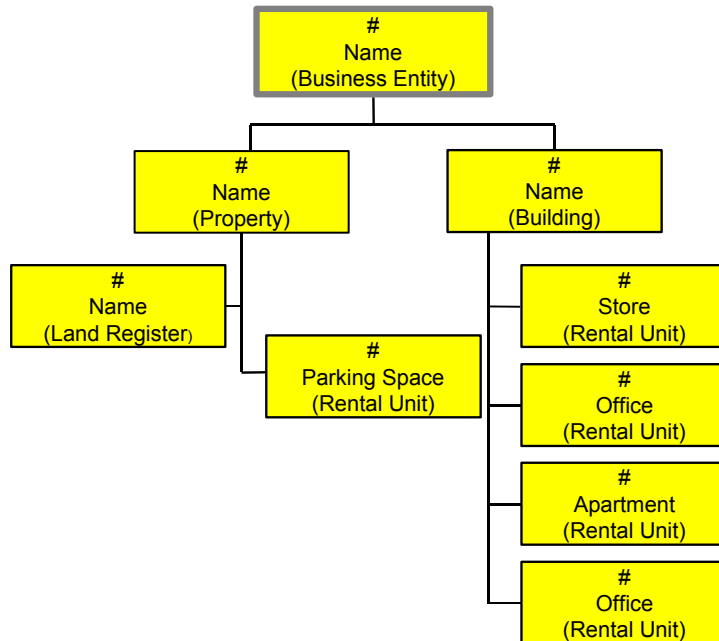 #
Name
(Business Entity)
#
Name
(Property)
#
Name
(Building)
#
Name
(Land Register)
#
Parking Space
(Rental Unit)
#
Store
(Rental Unit)
#
Office
(Rental Unit)
#
Apartment
(Rental Unit)
#
Office
(Rental Unit)